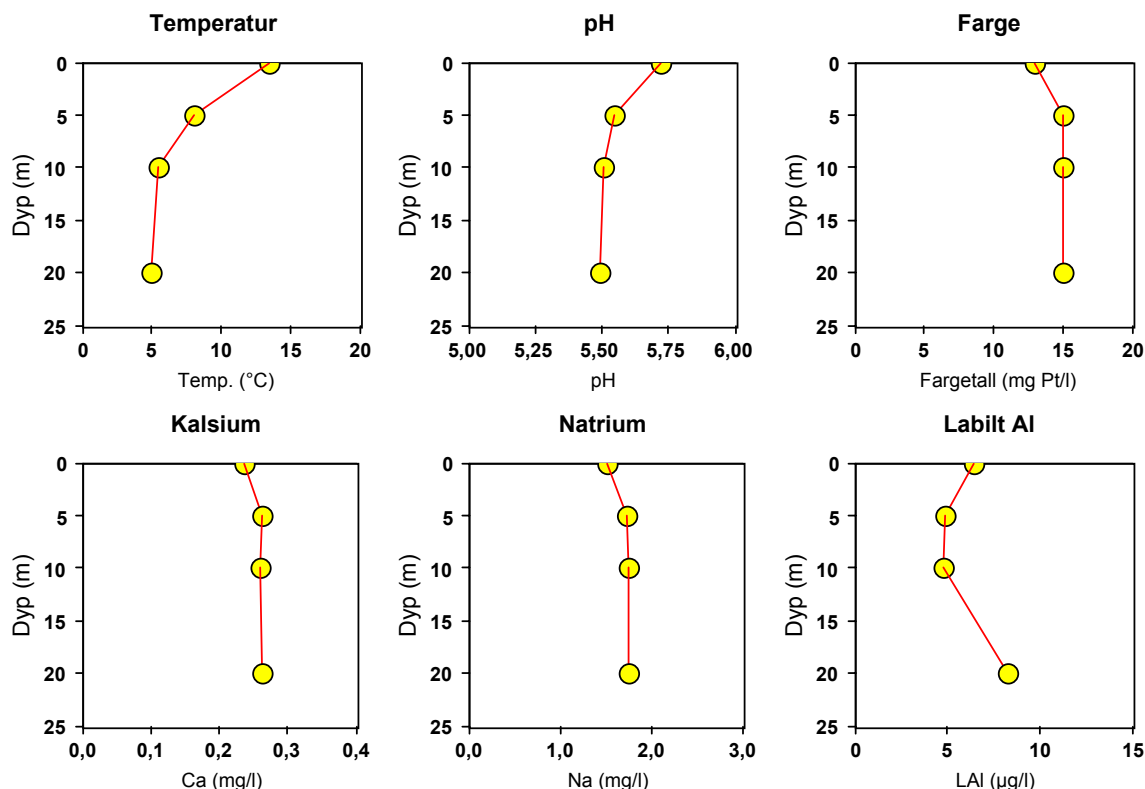 Temperatur
pH
Farge
0
5
10
15
20
25
Dyp (m)
0 5 10 15 20
Temp. (°C)
0
5
10
15
20
25
Dyp (m)
5,00 5,25 5,50 5,75 6,00
pH
0
5
10
15
20
25
Dyp (m)
0 5 10 15 20
Fargetall (mg Pt/l)
Kalsium
Natrium
Labilt Al
0
5
10
15
20
25
Dyp (m)
0,0 0,1 0,2 0,3 0,4
Ca (mg/l)
0
5
10
15
20
25
Dyp (m)
0,0 1,0 2,0 3,0
Na (mg/l)
0
5
10
15
20
25
Dyp (m)
0 5 10 15
LAl (µg/l)